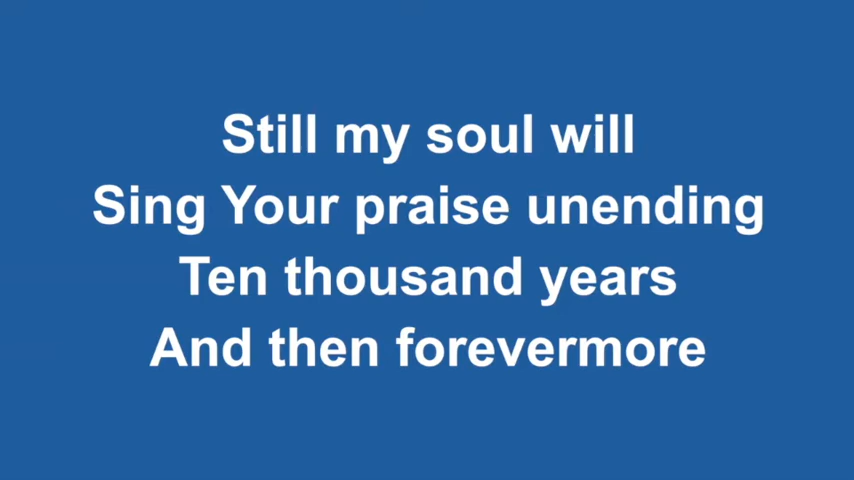 Still my soul will
Sing Your praise unending
Ten thousand years
And then forevermore